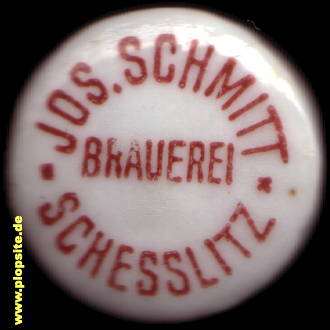 JOS. SCHMITT
BRAUEREI
SCHESSLITZ
www.plopsite.de